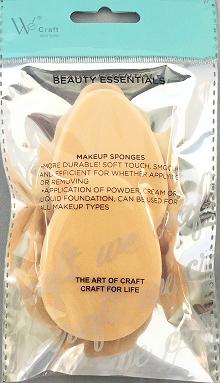 We Craft
BEAUTY ESSENTIALS
MAKEUP SPONGES
•MORE DURABLE! SOFT TOUCH, SMOOTH
AND EFFICIENT FOR WHETHER APPLYING
OR REMOVING
•APPLICATION OF POWDER, CREAM OR
LIQUID FOUNDATION, CAN BE USED FOR
ALL MAKEUP TYPES
THE ART OF CRAFT
CRAFT FOR LIFE